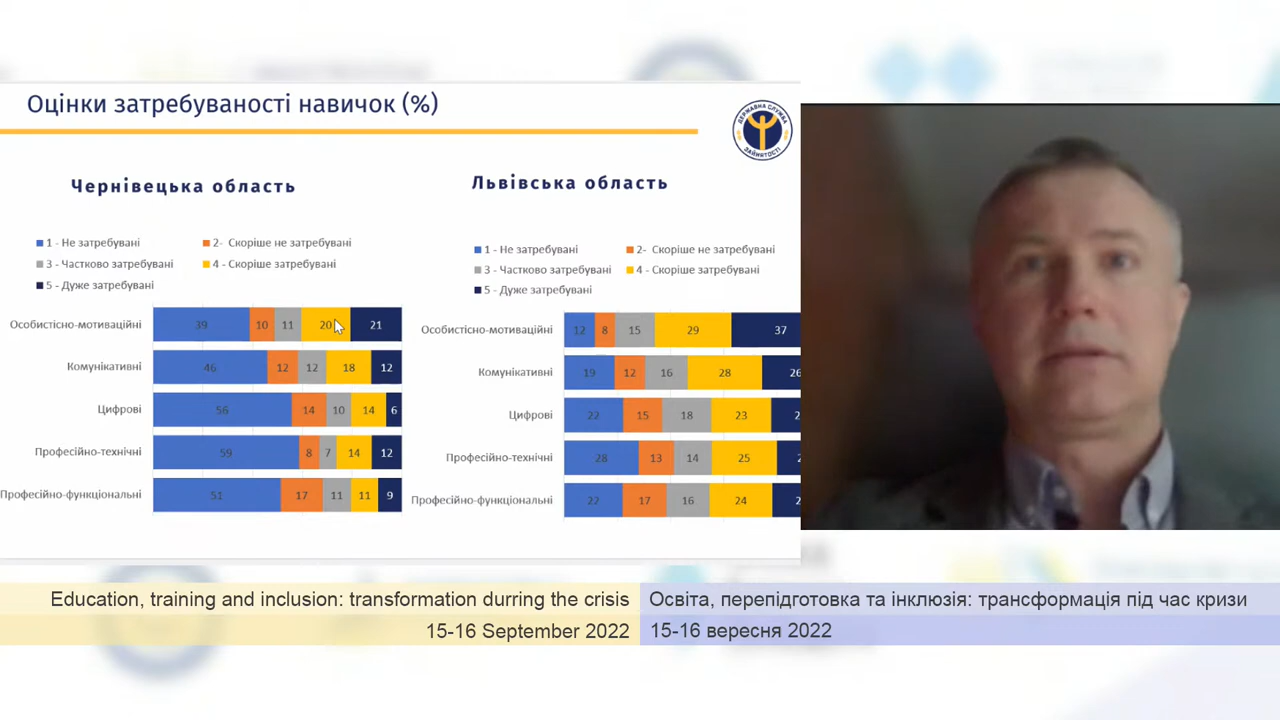 Оцінки затребуваності навичок (%)
ДЕРЖАВНА СЛУЖБА
ЗАЙНЯТОСТІ
Чернівецька область
1 - Не затребувані
2- Скоріше не затребувані
3 - Частково затребувані
4 - Скоріше затребувані
5 - Дуже затребувані
Особистісно-мотиваційні 39 10 11 20 21
Комунікативні 46 12 12 18 12
Цифрові 56 14 10 14 6
Професійно-технічні 59 8 7 14 12
Професійно-функціональні 51 17 11 11 9
Львівська область
1 - Не затребувані
2- Скоріше не затребувані
3 - Частково затребувані
4 - Скоріше затребувані
5 - Дуже затребувані
Особистісно-мотиваційні 12 8 15 29 37
Комунікативні 19 12 16 28 26
Цифрові 22 15 18 23 2
Професійно-технічні 28 13 14 25 2
Професійно-функціональні 22 17 16 24 2
Education, training and inclusion: transformation durring the crisis
15-16 September 2022
Освіта, перепідготовка та інклюзія: трансформація під час кризи
15-16 вересня 2022